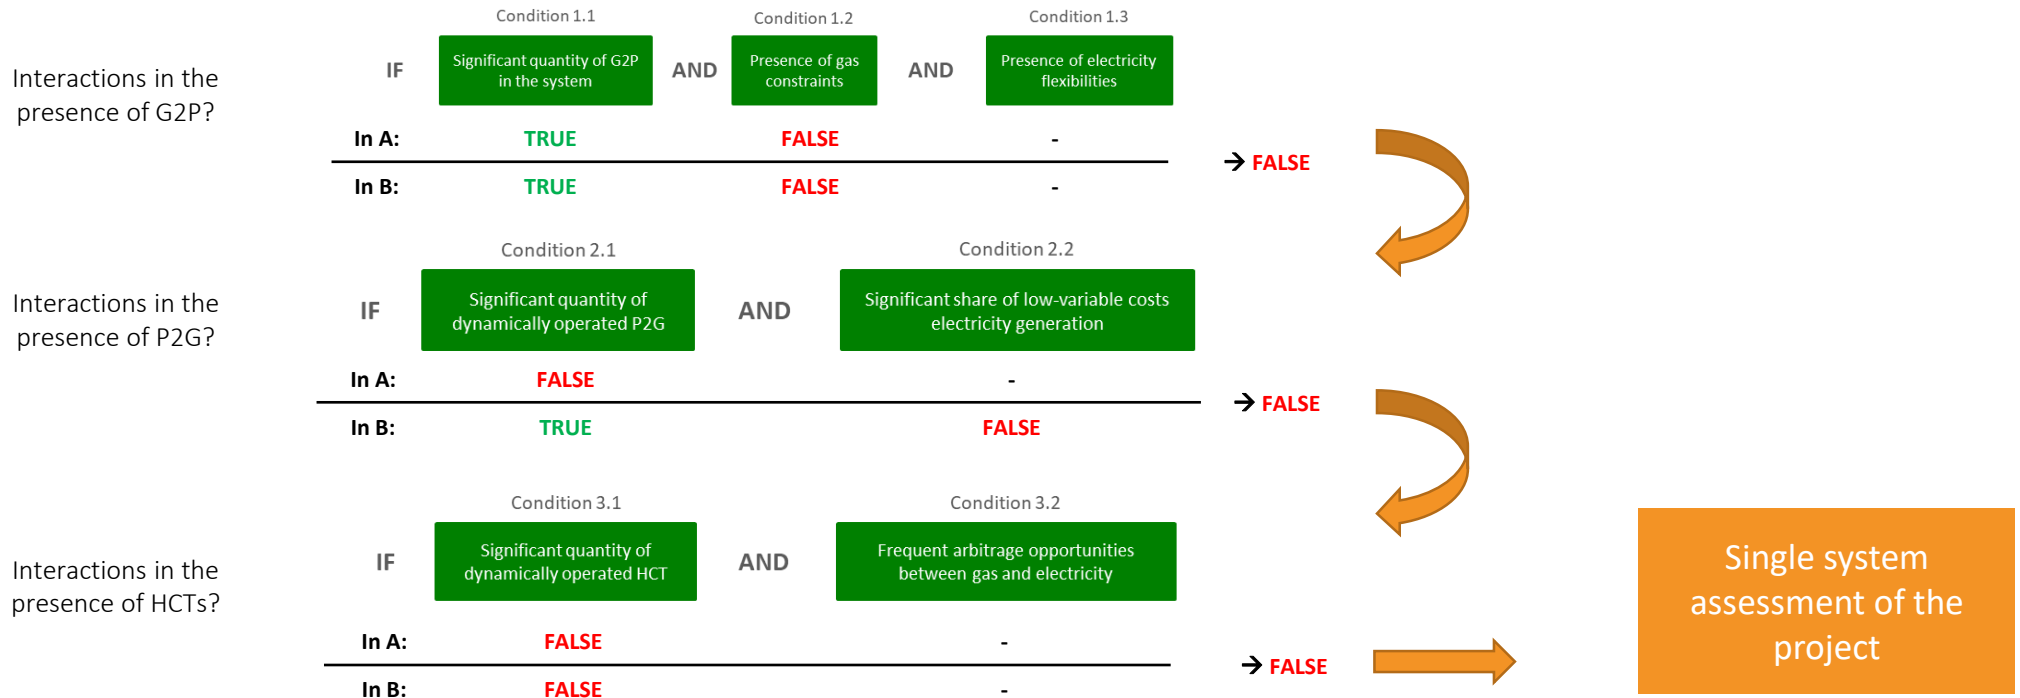 Condition 1.1
Condition 1.2
Condition 1.3
Interactions in the
presence of G2P?
IF
Significant quantity of G2P
in the system
AND
Presence of gas
constraints
AND
Presence of electricity
flexibilities
In A:
TRUE
FALSE
-
→ FALSE
In B:
TRUE
FALSE
-
Condition 2.1
Condition 2.2
Interactions in the
presence of P2G?
IF
Significant quantity of
dynamically operated P2G
AND
Significant share of low-variable costs
electricity generation
In A:
FALSE
-
→ FALSE
In B:
TRUE
FALSE
Condition 3.1
Condition 3.2
Interactions in the
presence of HCTs?
IF
Significant quantity of
dynamically operated HCT
AND
Frequent arbitrage opportunities
between gas and electricity
In A:
FALSE
-
→ FALSE
In B:
FALSE
-
Single system
assessment of the
project